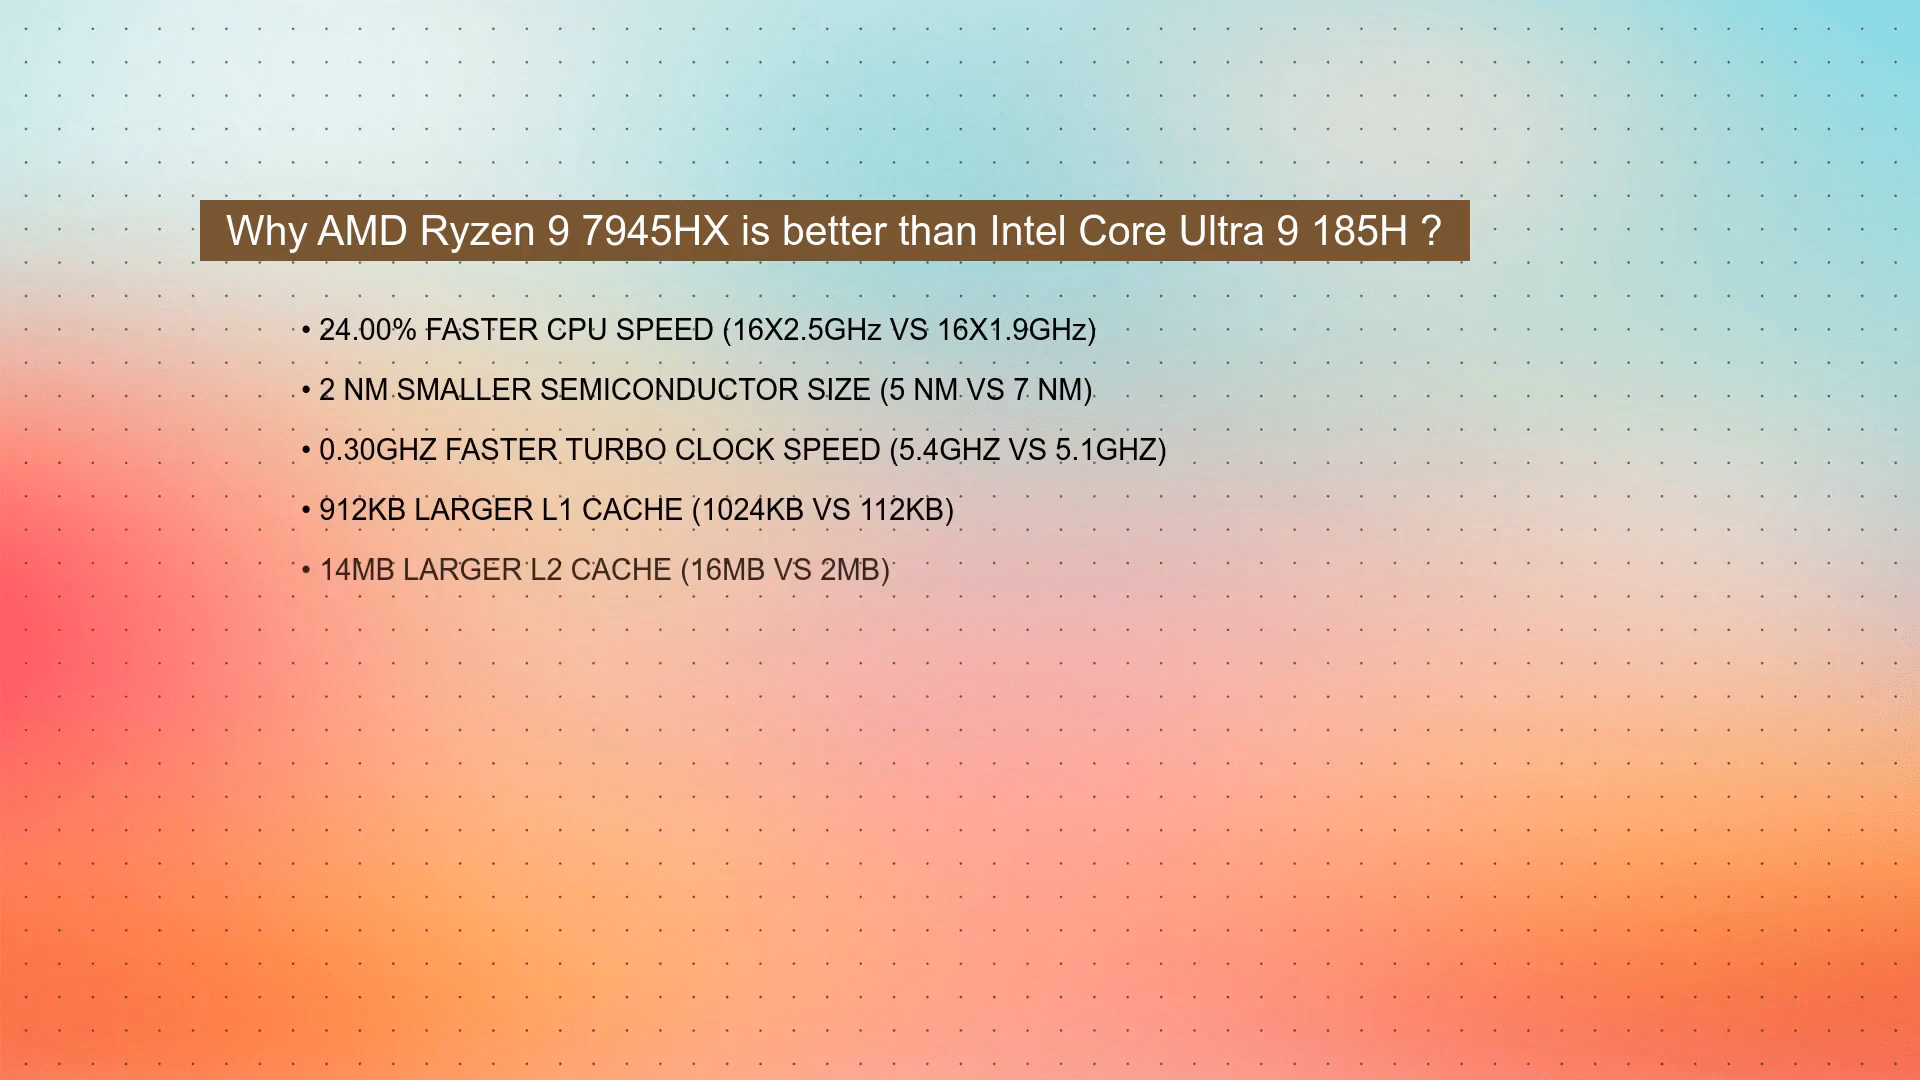 Why AMD Ryzen 9 7945HX is better than Intel Core Ultra 9 185H ?
• 24.00% FASTER CPU SPEED (16X2.5GHz VS 16X1.9GHz)
• 2 NM SMALLER SEMICONDUCTOR SIZE (5 NM VS 7 NM)
• 0.30GHZ FASTER TURBO CLOCK SPEED (5.4GHZ VS 5.1GHZ)
• 912KB LARGER L1 CACHE (1024KB VS 112KB)
• 14MB LARGER L2 CACHE (16MB VS 2MB)